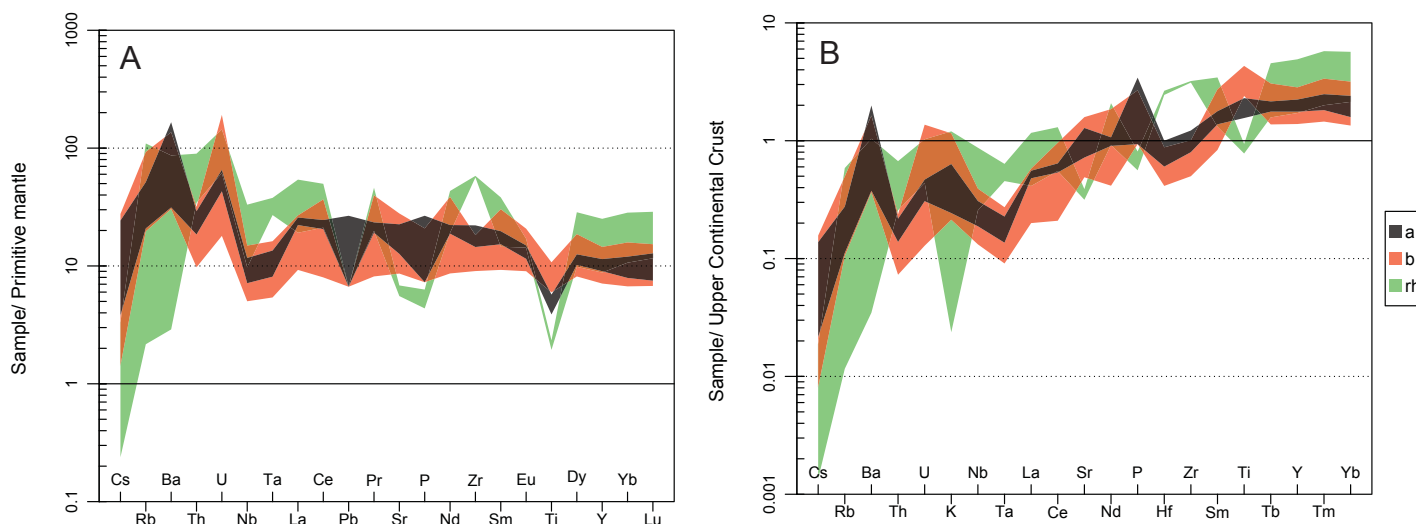 A
Sample/ Primitive mantle
1000
100
10
1
0.1
Cs Ba U Ta Ce Pr P Zr Eu Dy Yb
Rb Th Nb La Pb Sr Nd Sm Ti Y Lu
B
Sample/ Upper Continental Crust
10
1
0.1
0.01
0.001
Cs Ba U Nb La Sr P Zr Ti Y Yb
Rb Th K Ta Ce Nd Hf Sm Tb Tm
a
b
rh